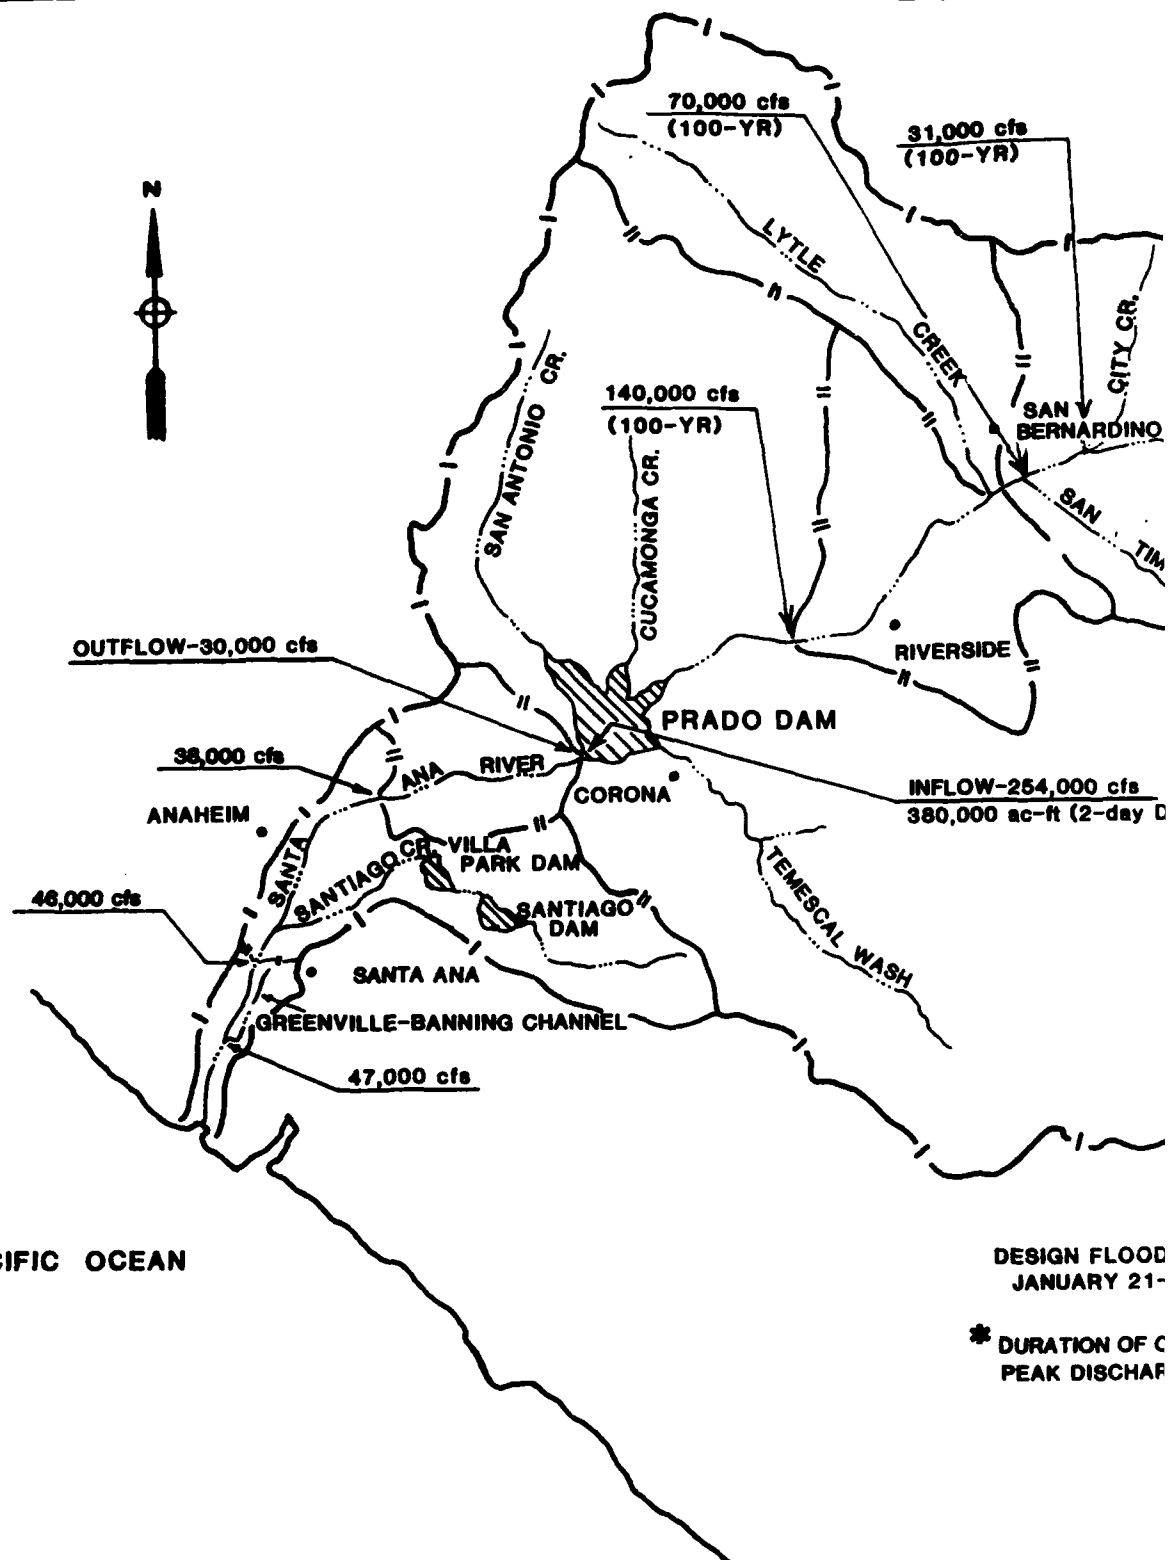 70,000 cfs
(100-YR)
31,000 cfs
(100-YR)
N
LYTLE
CREEK
CITY CR.
SAN ANTONIO CR.
140,000 cfs
(100-YR)
CUCAMONGA CR.
SAN
BERNARDINO
SAN
TIM
OUTFLOW-30,000 cfs
RIVERSIDE
PRADO DAM
38,000 cfs
ANA
RIVER
CORONA
INFLOW-254,000 cfs
380,000 ac-ft (2-day D
ANAHEIM
SANTA
SANTIAGO CR.
VILLA
PARK DAM
TEMESCAL WASH
46,000 cfs
SANTIAGO
DAM
SANTA ANA
GREENVILLE-BANNING CHANNEL
47,000 cfs
CIFIC OCEAN
DESIGN FLOOD
JANUARY 21-
* DURATION OF
PEAK DISCHAR